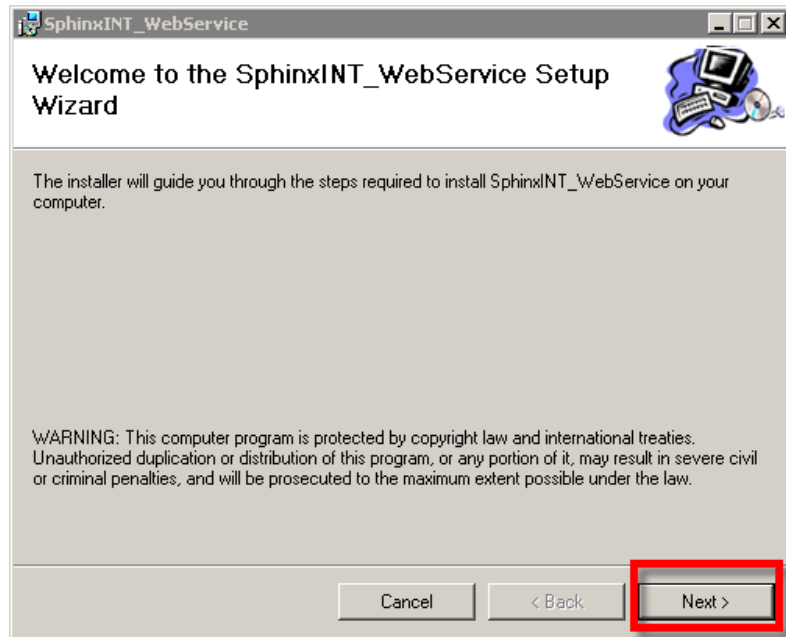 SphinxINT_WebService
Welcome to the SphinxINT_WebService Setup
Wizard
The installer will guide you through the steps required to install SphinxINT_WebService on your
computer.
WARNING: This computer program is protected by copyright law and international treaties.
Unauthorized duplication or distribution of this program, or any portion of it, may result in severe civil
or criminal penalties, and will be prosecuted to the maximum extent possible under the law.
Cancel
< Back
Next >